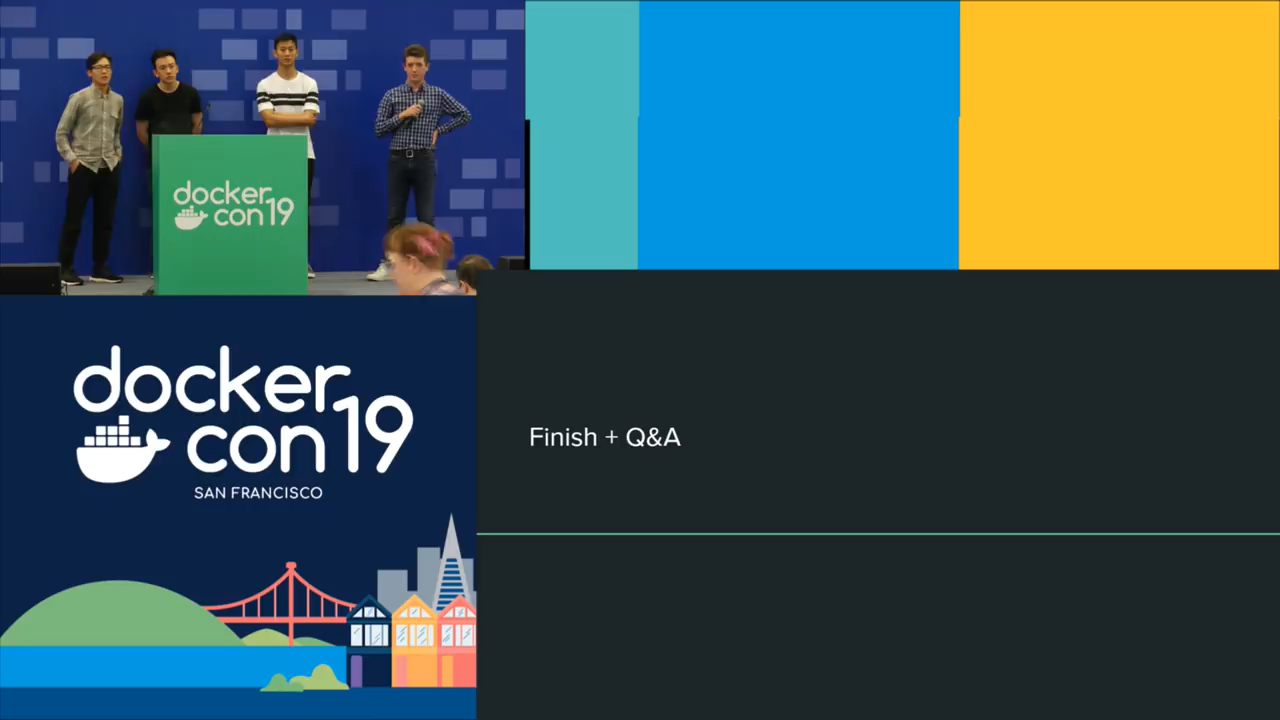 docker
con19
docker
con19
SAN FRANCISCO
Finish + Q&A